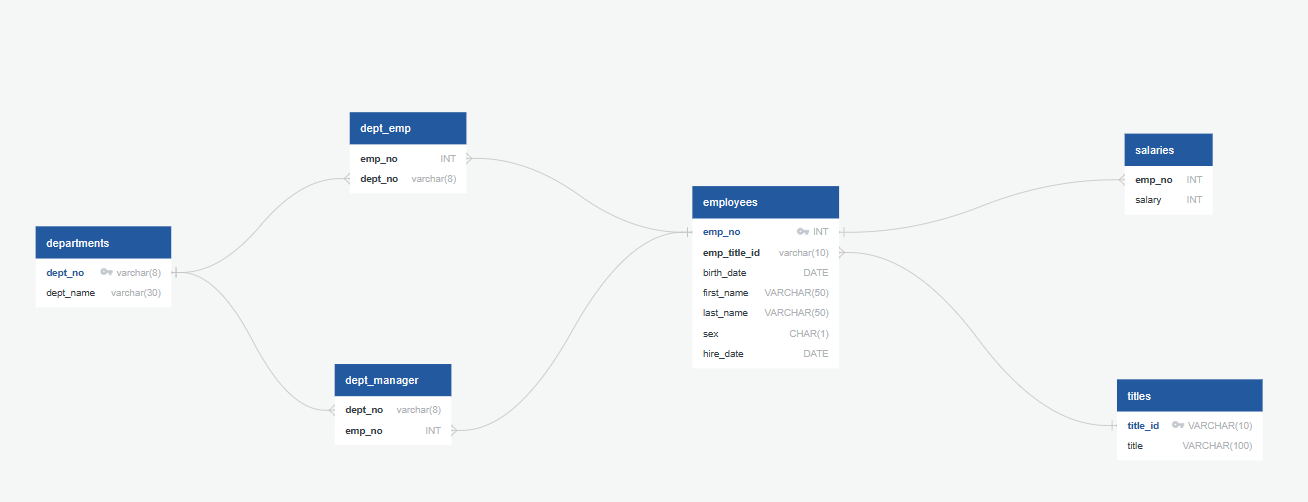 dept_emp
emp_no INT
dept_no varchar(8)
departments
dept_no varchar(8)
dept_name varchar(30)
dept_manager
dept_no varchar(8)
emp_no INT
employees
emp_no INT
emp_title_id varchar(10)
birth_date DATE
first_name VARCHAR(50)
last_name VARCHAR(50)
sex CHAR(1)
hire_date DATE
salaries
emp_no INT
salary INT
titles
title_id VARCHAR(10)
title VARCHAR(100)